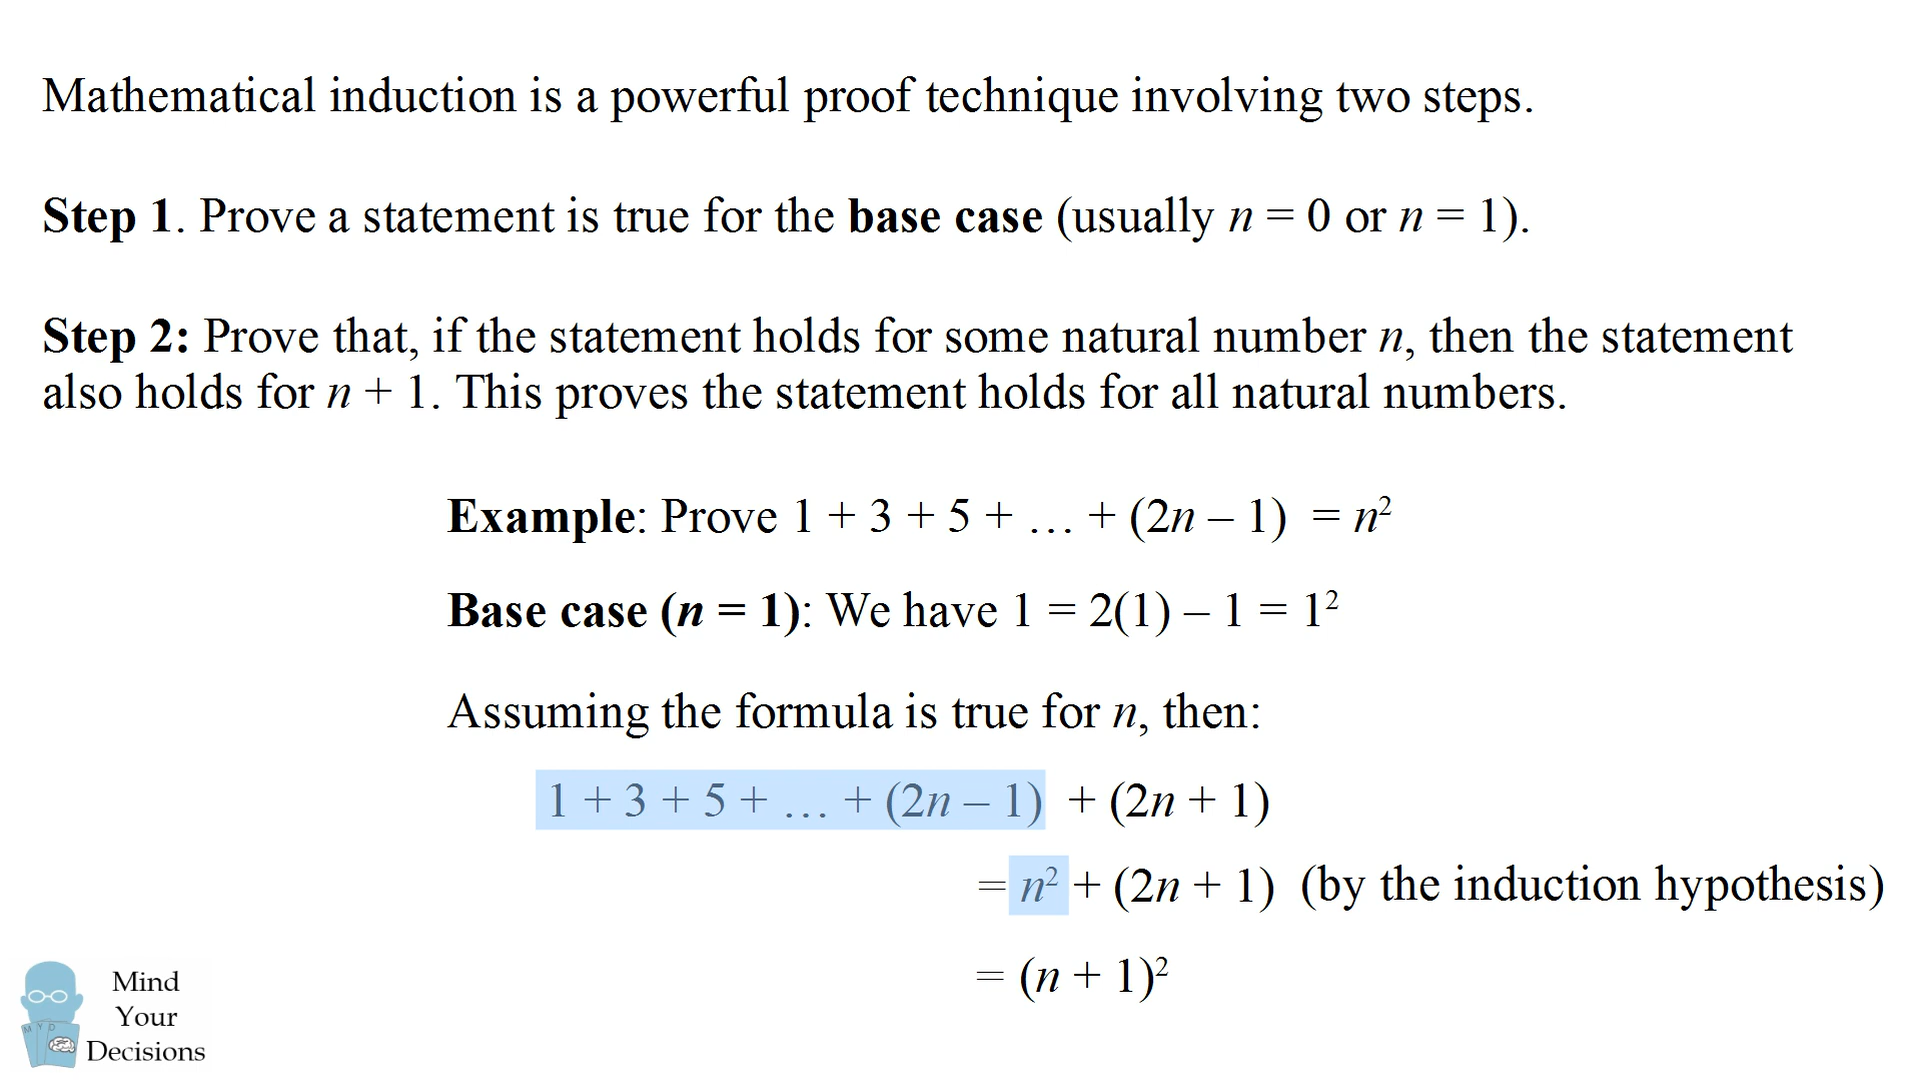 Mathematical induction is a powerful proof technique involving two steps.
Step 1. Prove a statement is true for the base case (usually n = 0 or n = 1).
Step 2: Prove that, if the statement holds for some natural number n, then the statement
also holds for n + 1. This proves the statement holds for all natural numbers.
Example: Prove 1 + 3 + 5 + … + (2n – 1) = n²
Base case (n = 1): We have 1 = 2(1) – 1 = 1²
Assuming the formula is true for n, then:
1 + 3 + 5 + … + (2n – 1) + (2n + 1)
= n² + (2n + 1) (by the induction hypothesis)
= (n + 1)²
Mind
Your
Decisions
M Y D